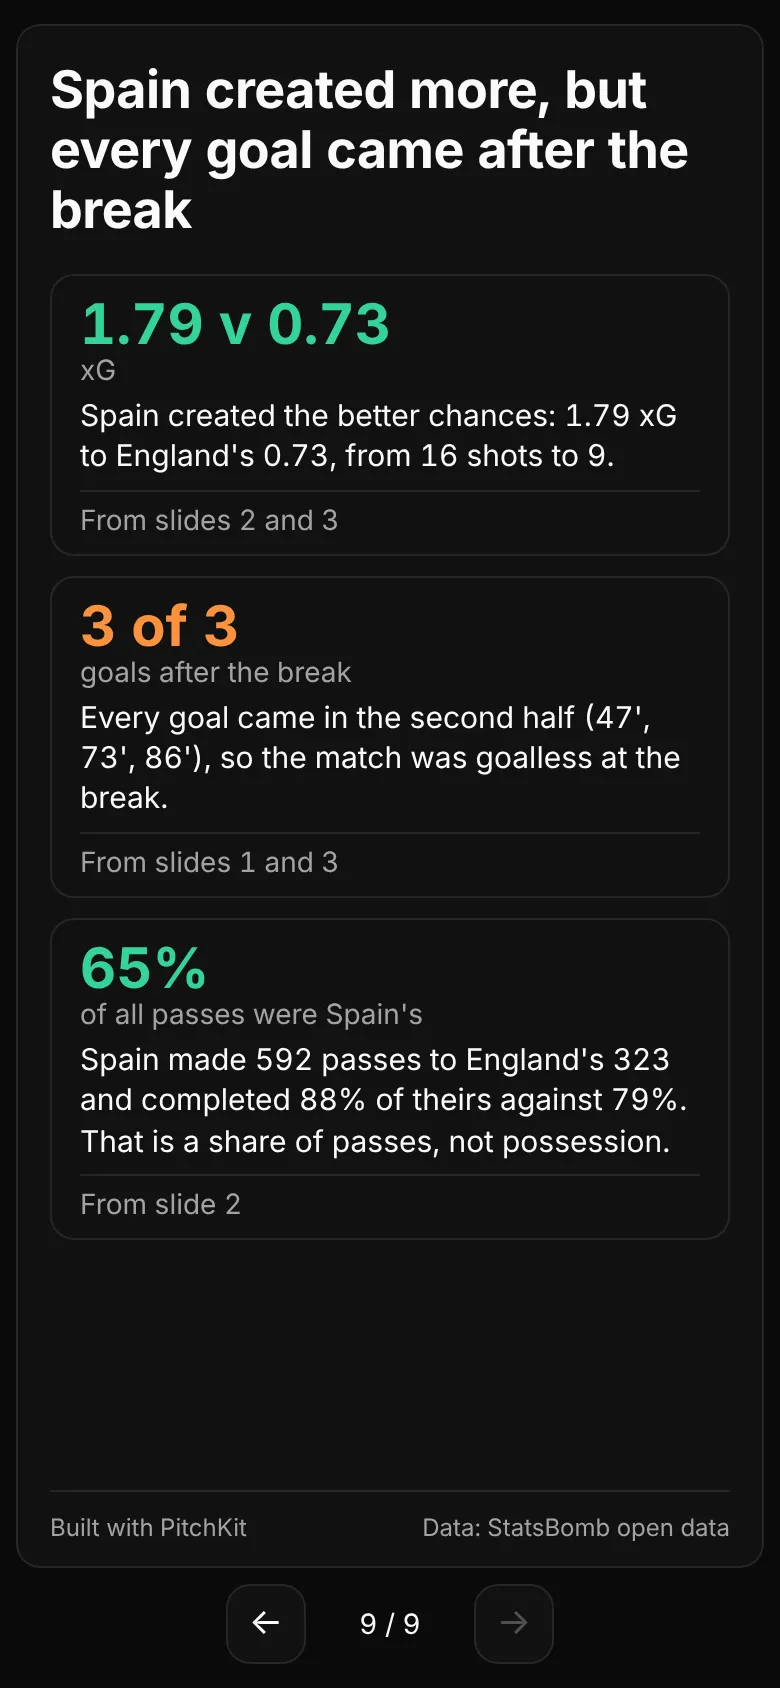 Spain created more, but
every goal came after the
break
1.79 v 0.73
xG
Spain created the better chances: 1.79 xG
to England's 0.73, from 16 shots to 9.
From slides 2 and 3
3 of 3
goals after the break
Every goal came in the second half (47',
73', 86'), so the match was goalless at the
break.
From slides 1 and 3
65%
of all passes were Spain's
Spain made 592 passes to England's 323
and completed 88% of theirs against 79%.
That is a share of passes, not possession.
From slide 2
Built with PitchKit
Data: StatsBomb open data
← 9 / 9 →